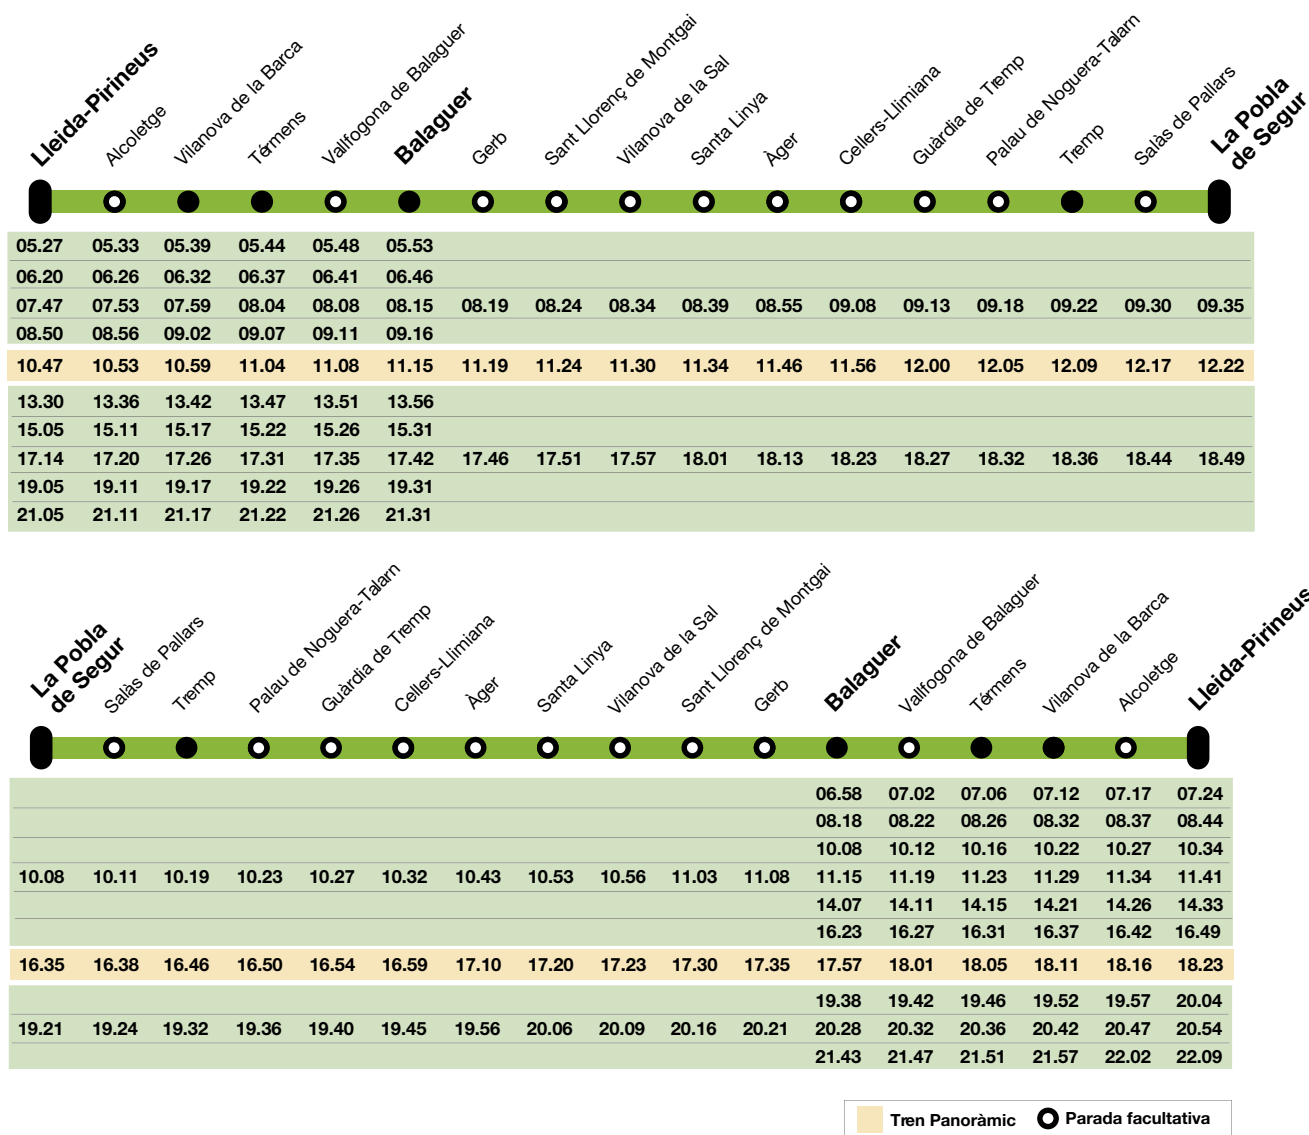 Lleida-Pirineus
Alcoletge
Vilanova de la Barca
Térmens
Vallfogona de Balaguer
Balaguer
Gerb
Sant Llorenç de Montgai
Vilanova de la Sal
Santa Linya
Àger
Cellers-Llimiana
Guàrdia de Tremp
Palau de Noguera-Talarn
Tremp
Salàs de Pallars
La Pobla
de Segur
05.27 05.33 05.39 05.44 05.48 05.53
06.20 06.26 06.32 06.37 06.41 06.46
07.47 07.53 07.59 08.04 08.08 08.15 08.19 08.24 08.34 08.39 08.55 09.08 09.13 09.18 09.22 09.30 09.35
08.50 08.56 09.02 09.07 09.11 09.16
10.47 10.53 10.59 11.04 11.08 11.15 11.19 11.24 11.30 11.34 11.46 11.56 12.00 12.05 12.09 12.17 12.22
13.30 13.36 13.42 13.47 13.51 13.56
15.05 15.11 15.17 15.22 15.26 15.31
17.14 17.20 17.26 17.31 17.35 17.42 17.46 17.51 17.57 18.01 18.13 18.23 18.27 18.32 18.36 18.44 18.49
19.05 19.11 19.17 19.22 19.26 19.31
21.05 21.11 21.17 21.22 21.26 21.31
La Pobla
de Segur
Salàs de Pallars
Tremp
Palau de Noguera-Talarn
Guàrdia de Tremp
Cellers-Llimiana
Àger
Santa Linya
Vilanova de la Sal
Sant Llorenç de Montgai
Gerb
Balaguer
Vallfogona de Balaguer
Térmens
Vilanova de la Barca
Alcoletge
Lleida-Pirineus
06.58 07.02 07.06 07.12 07.17 07.24
08.18 08.22 08.26 08.32 08.37 08.44
10.08 10.12 10.16 10.22 10.27 10.34
10.08 10.11 10.19 10.23 10.27 10.32 10.43 10.53 10.56 11.03 11.08 11.15 11.19 11.23 11.29 11.34 11.41
14.07 14.11 14.15 14.21 14.26 14.33
16.23 16.27 16.31 16.37 16.42 16.49
16.35 16.38 16.46 16.50 16.54 16.59 17.10 17.20 17.23 17.30 17.35 17.57 18.01 18.05 18.11 18.16 18.23
19.38 19.42 19.46 19.52 19.57 20.04
19.21 19.24 19.32 19.36 19.40 19.45 19.56 20.06 20.09 20.16 20.21 20.28 20.32 20.36 20.42 20.47 20.54
21.43 21.47 21.51 21.57 22.02 22.09
Tren Panoràmic Parada facultativa